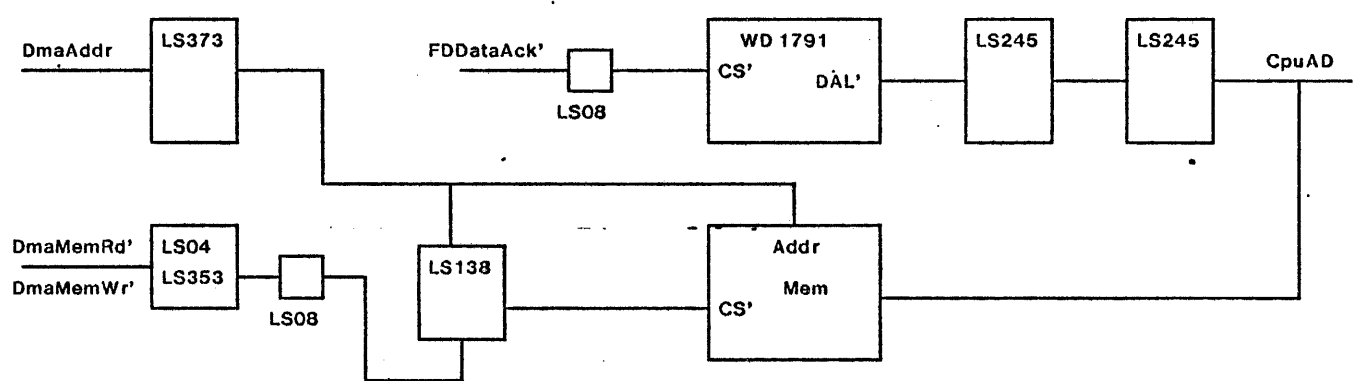 DmaAddr
LS373
FDDataAck'
LS08
WD 1791
CS'
DAL'
LS245
LS245
CpuAD
DmaMemRd'
DmaMemWr'
LS04
LS353
LS08
LS138
Addr
Mem
CS'